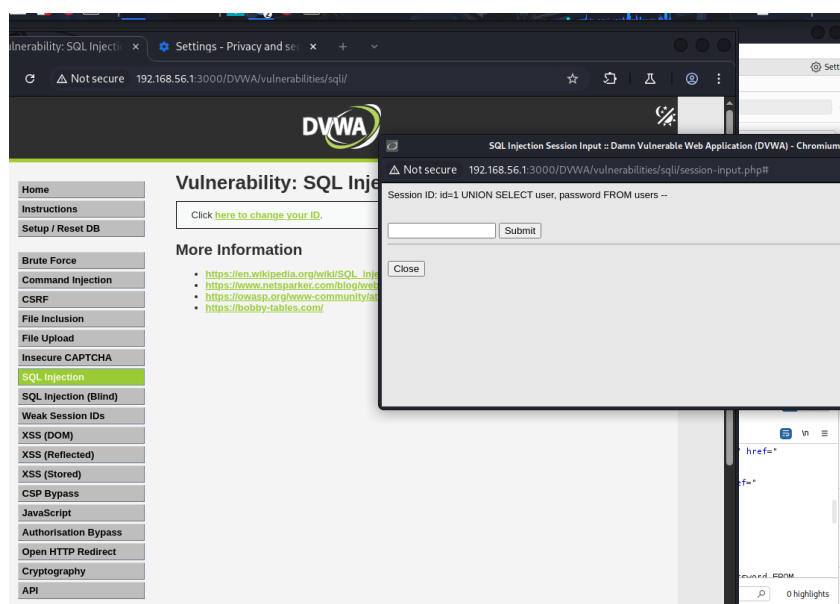 ulnerability: SQL Injecti
Settings - Privacy and sec
Not secure 192.168.56.1:3000/DVWA/vulnerabilities/sqli/
Sett
DVWA
SQL Injection Session Input :: Damn Vulnerable Web Application (DVWA) - Chromium
Not secure 192.168.56.1:3000/DVWA/vulnerabilities/sqli/session-input.php#
Session ID: id=1 UNION SELECT user, password FROM users --
Submit
Close
Home
Instructions
Setup / Reset DB
Brute Force
Command Injection
CSRF
File Inclusion
File Upload
Insecure CAPTCHA
SQL Injection
SQL Injection (Blind)
Weak Session IDs
XSS (DOM)
XSS (Reflected)
XSS (Stored)
CSP Bypass
JavaScript
Authorisation Bypass
Open HTTP Redirect
Cryptography
API
Vulnerability: SQL Inje
Click here to change your ID.
More Information
https://en.wikipedia.org/wiki/SQL_inje
https://www.netsparker.com/blog/web
https://owasp.org/www-community/at
https://bobby-tables.com/
\n
" href="
ef="
0 highlights